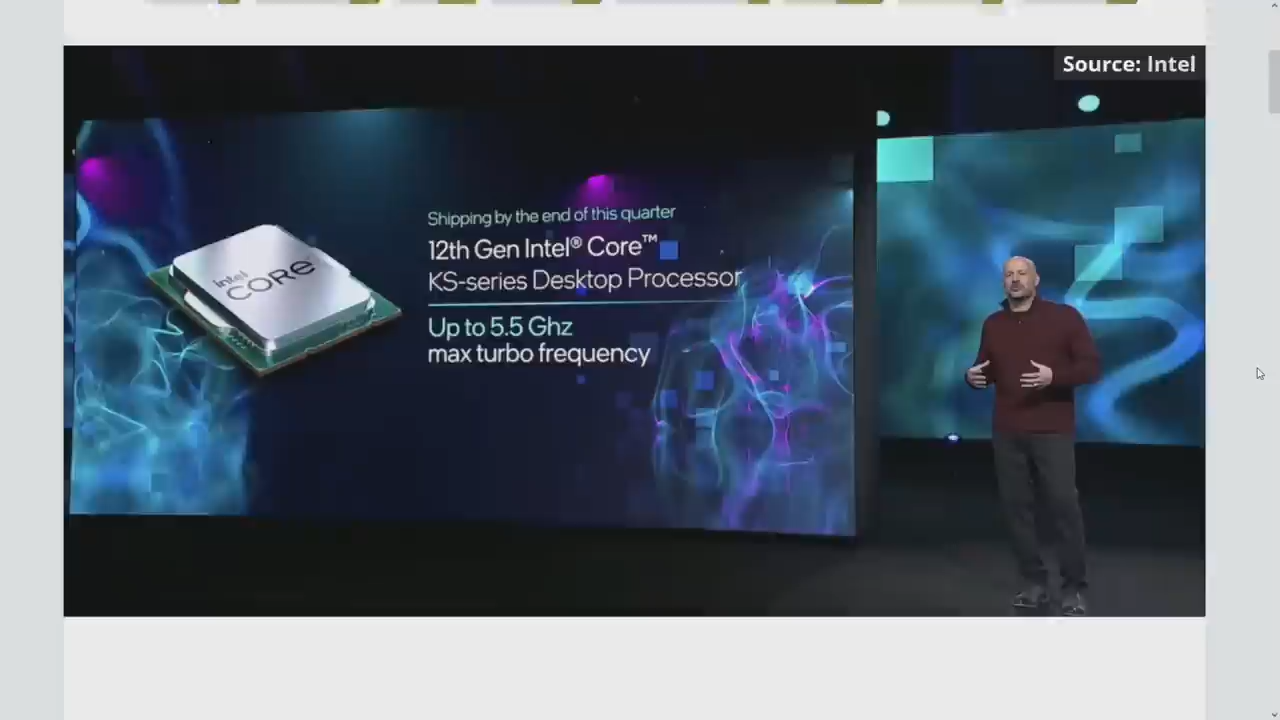 Source: Intel
Shipping by the end of this quarter
12th Gen Intel® Core™
KS-series Desktop Processor
Up to 5.5 Ghz
max turbo frequency
intel
CORE